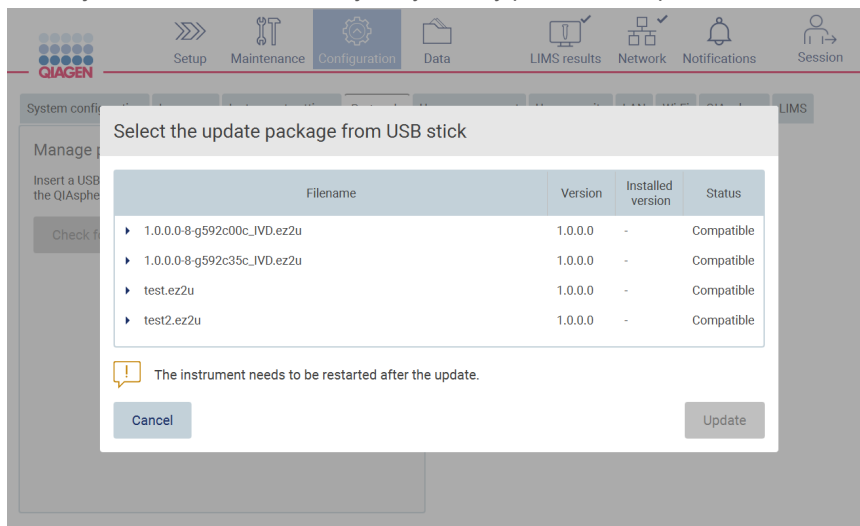 Setup Maintenance Configuration Data LIMS results Network Notifications Session
QIAGEN
System config LIMS
Select the update package from USB stick
Manage
Insert a USB
the QIAsphe
Check
Filename Version Installed version Status
1.0.0.0-8-g592c00c_IVD.ez2u 1.0.0.0 - Compatible
1.0.0.0-8-g592c35c_IVD.ez2u 1.0.0.0 - Compatible
test.ez2u 1.0.0.0 - Compatible
test2.ez2u 1.0.0.0 - Compatible
! The instrument needs to be restarted after the update.
Cancel Update